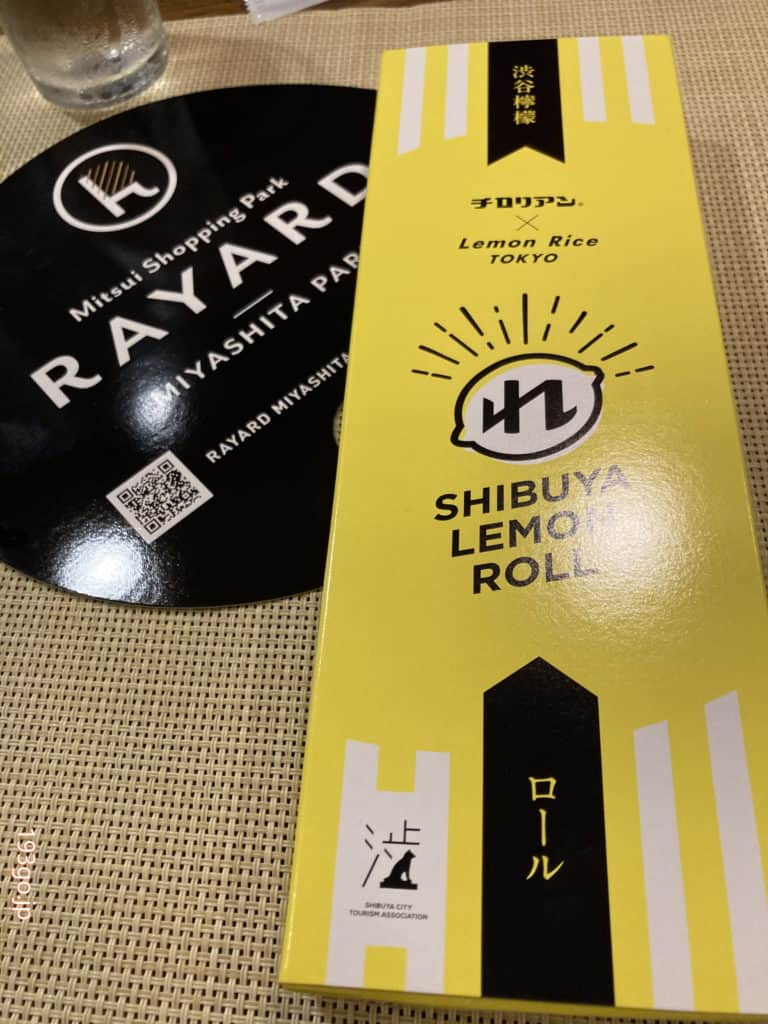 Mitsui Shopping Park
RAYARD
MIYASHITA PAR
RAYARD MIYASHITA
渋谷檸檬
チロリアン®
×
Lemon Rice
TOKYO
れ
SHIBUYA
LEMON
ROLL
ロール
渋
SHIBUYA CITY
TOURISM ASSOCIATION
193go.jp